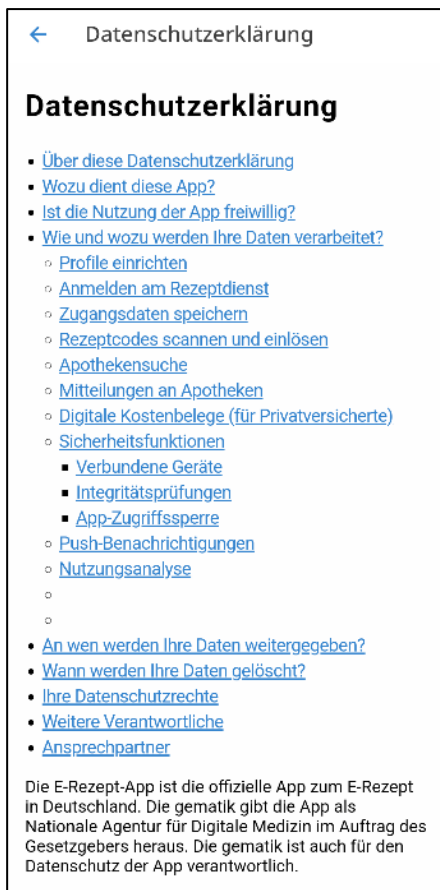 Datenschutzerklärung
Datenschutzerklärung
Über diese Datenschutzerklärung
Wozu dient diese App?
Ist die Nutzung der App freiwillig?
Wie und wozu werden Ihre Daten verarbeitet?
Profile einrichten
Anmelden am Rezeptdienst
Zugangsdaten speichern
Rezeptcodes scannen und einlösen
Apothekensuche
Mitteilungen an Apotheken
Digitale Kostenbelege (für Privatversicherte)
Sicherheitsfunktionen
Verbundene Geräte
Integritätsprüfungen
App-Zugriffssperre
Push-Benachrichtigungen
Nutzungsanalyse
An wen werden Ihre Daten weitergegeben?
Wann werden Ihre Daten gelöscht?
Ihre Datenschutzrechte
Weitere Verantwortliche
Ansprechpartner
Die E-Rezept-App ist die offizielle App zum E-Rezept
in Deutschland. Die gematik gibt die App als
Nationale Agentur für Digitale Medizin im Auftrag des
Gesetzgebers heraus. Die gematik ist auch für den
Datenschutz der App verantwortlich.